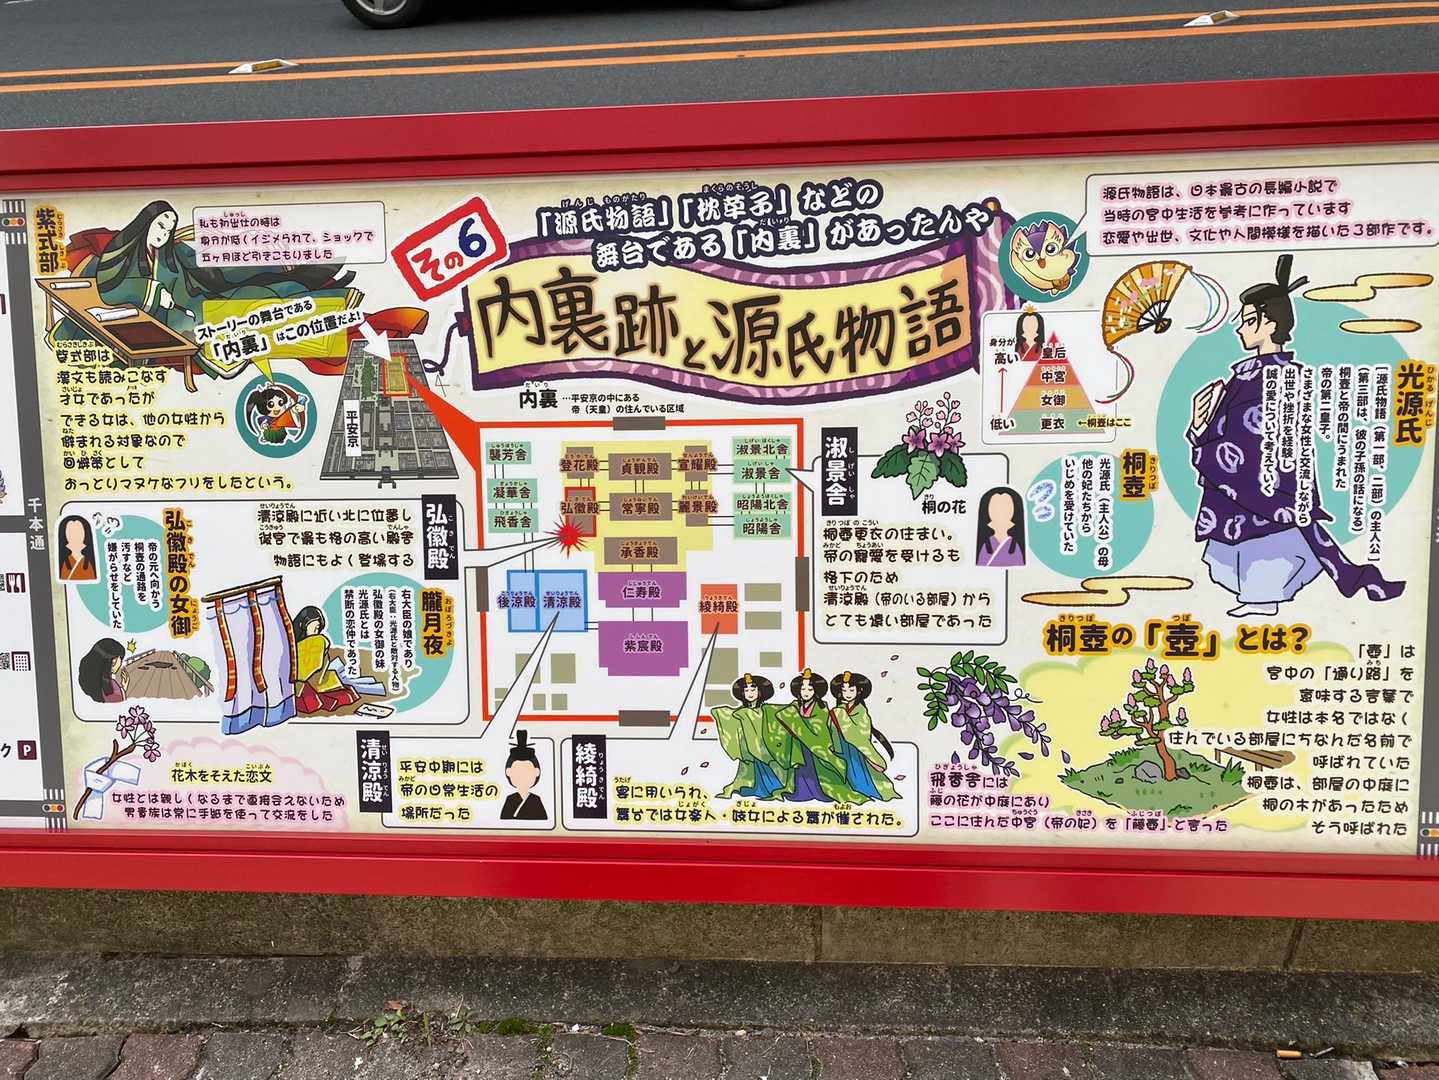 その6
「源氏物語」「枕草子」などの
舞台である「内裏」があったんや
内裏跡と源氏物語
源氏物語は、日本最古の長編小説で
当時の宮中生活を参考に作っています
恋愛や出世、文化や人間模様を描いた3部作です。
紫式部
私も初出仕の時は
身分が低くイジメられて、ショックで
五ヶ月ほど引きこもりました
ストーリーの舞台である
「内裏」はこの位置だよ!
紫式部は
漢文も読みこなす
才女であったが
できる女は、他の女性から
僻まれる対象なので
回避策として
おっとりマヌケなフリをしたという。
平安京
内裏
…平安京の中にある
帝(天皇)の住んでいる区域
襲芳舎
凝華舎
飛香舎
登花殿
弘徽殿
貞観殿
常寧殿
承香殿
宣耀殿
麗景殿
淑景北舎
淑景舎
昭陽北舎
昭陽舎
後涼殿
清涼殿
仁寿殿
紫宸殿
綾綺殿
身分が
高い
低い
皇后
中宮
女御
更衣
←桐壺はここ
光源氏
『源氏物語(第一部、二部)の主人公』
(第三部は、彼の子孫の話になる)
桐壺と帝の間にうまれた
帝の第二皇子。
さまざまな女性と交流しながら
出世や挫折を経験し
誠の愛について考えていく
桐壺
光源氏(主人公)の母
他の妃たちから
いじめを受けていた
淑景舎
桐の花
桐壺更衣の住まい。
帝の寵愛を受けるも
格下のため
清涼殿(帝のいる部屋)から
とても遠い部屋であった
弘徽殿
清涼殿に近い北に位置し
後宮で最も格の高い殿舎
物語にもよく登場する
弘徽殿の女御
帝の元へ向かう
桐壺の通路を
汚すなど
嫌がらせをしていた
朧月夜
右大臣の娘であり
(右大臣:光源氏と敵対する人物)
弘徽殿の女御の妹
光源氏とは
禁断の恋仲であった
花木をそえた恋文
女性とは親しくなるまで直接会えないため
男貴族は常に手紙を使って交流をした
清涼殿
平安中期には
帝の日常生活の
場所だった
綾綺殿
宴に用いられ、
舞台では女楽人・妓女による舞が催された。
桐壺の「壺」とは?
「壺」は
宮中の「通り路」を
意味する言葉で
女性は本名ではなく
住んでいる部屋にちなんだ名前で
呼ばれていた
桐壺は、部屋の中庭に
桐の木があったため
そう呼ばれた
飛香舎には
藤の花が中庭にあり
ここに住んだ中宮(帝の妃)を「藤壺」と言った
千本通
ク P